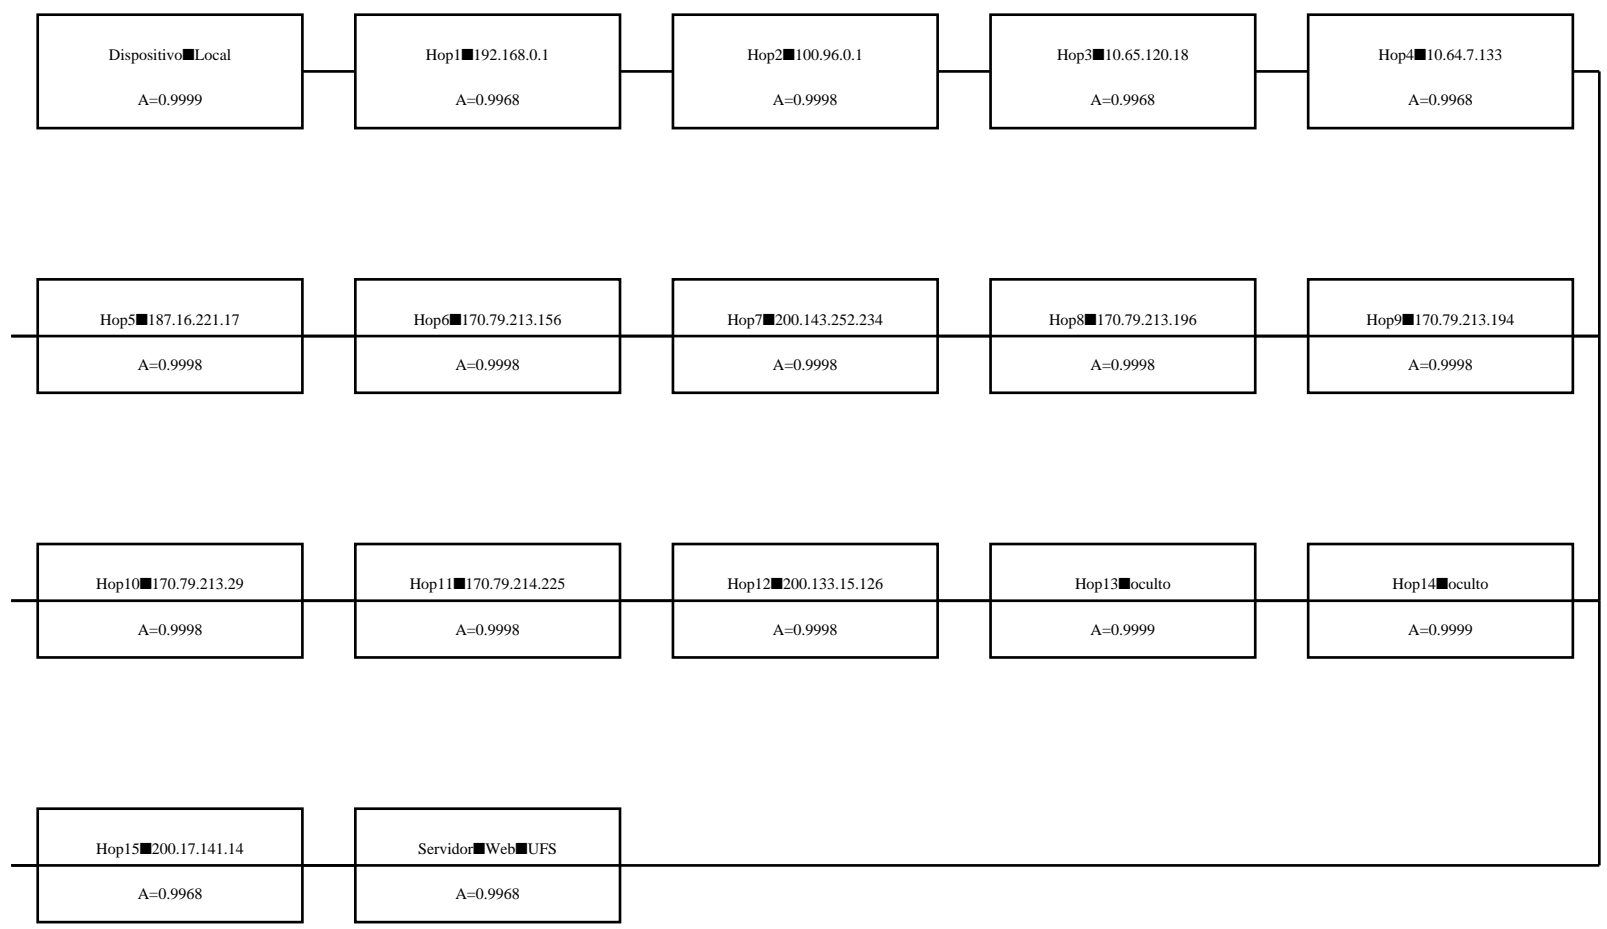 Dispositivo■Local
A=0.9999
Hop1■192.168.0.1
A=0.9968
Hop2■100.96.0.1
A=0.9998
Hop3■10.65.120.18
A=0.9968
Hop4■10.64.7.133
A=0.9968
Hop5■187.16.221.17
A=0.9998
Hop6■170.79.213.156
A=0.9998
Hop7■200.143.252.234
A=0.9998
Hop8■170.79.213.196
A=0.9998
Hop9■170.79.213.194
A=0.9998
Hop10■170.79.213.29
A=0.9998
Hop11■170.79.214.225
A=0.9998
Hop12■200.133.15.126
A=0.9998
Hop13■oculto
A=0.9999
Hop14■oculto
A=0.9999
Hop15■200.17.141.14
A=0.9968
Servidor■Web■UFS
A=0.9968